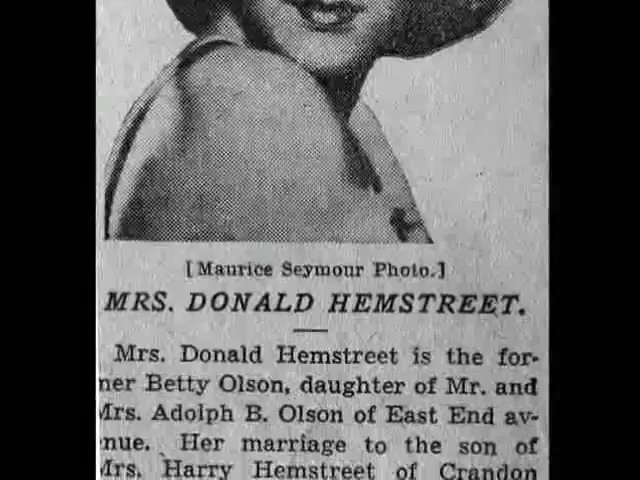 [Maurice Seymour Photo.]
MRS. DONALD HEMSTREET.
Mrs. Donald Hemstreet is the for-
ner Betty Olson, daughter of Mr. and
Mrs. Adolph B. Olson of East End av-
nue. Her marriage to the son of
Mrs. Harry Hemstreet of Crandon